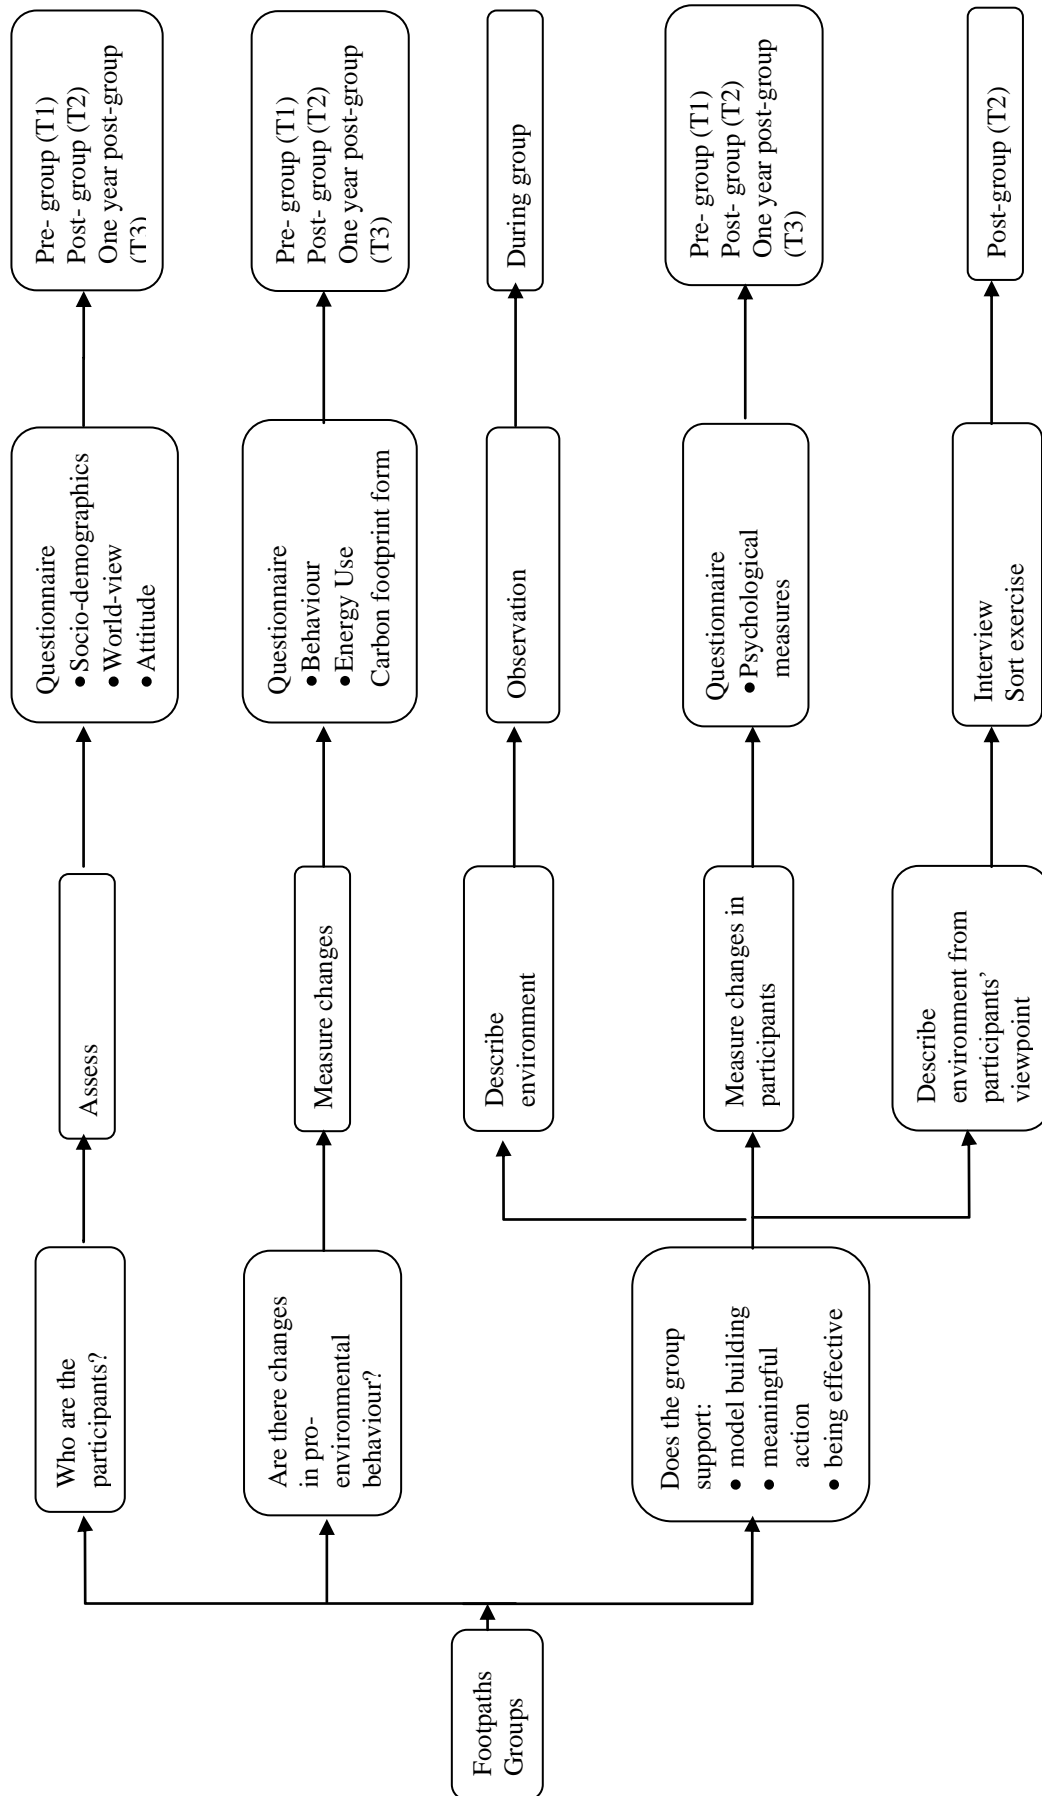 Footpaths
Groups
Who are the
participants?
Assess
Questionnaire
●Socio-demographics
●World-view
●Attitude
Pre- group (T1)
Post- group (T2)
One year post-group
(T3)
Are there changes
in pro-
environmental
behaviour?
Measure changes
Questionnaire
●Behaviour
●Energy Use
Carbon footprint form
Pre- group (T1)
Post- group (T2)
One year post-group
(T3)
Does the group
support:
● model building
● meaningful
action
● being effective
Describe
environment
Observation
During group
Measure changes in
participants
Questionnaire
●Psychological
measures
Pre- group (T1)
Post- group (T2)
One year post-group
(T3)
Describe
environment from
participants’
viewpoint
Interview
Sort exercise
Post-group (T2)